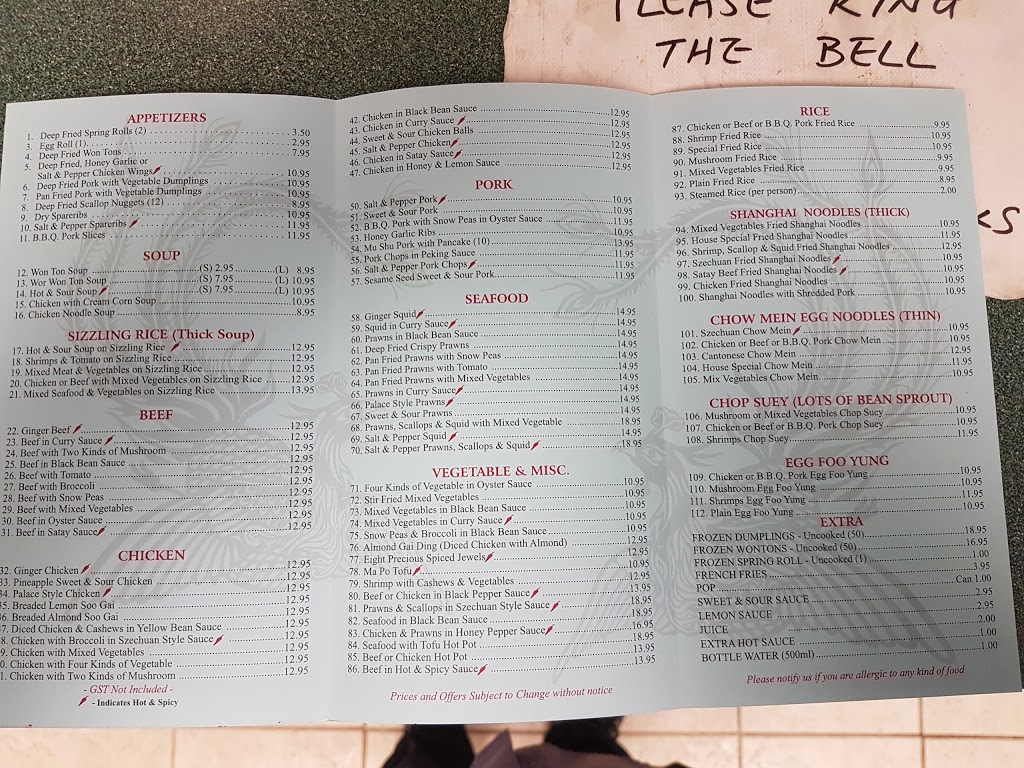 PLEASE RING
THE BELL
KS
APPETIZERS
1. Deep Fried Spring Rolls (2) 3.50
3. Egg Roll (1) 2.95
4. Deep Fried Won Tons 7.95
5. Deep Fried, Honey Garlic or
Salt & Pepper Chicken Wings 10.95
6. Deep Fried Pork with Vegetable Dumplings 10.95
7. Pan Fried Pork with Vegetable Dumplings 10.95
8. Deep Fried Scallop Nuggets (12) 8.95
9. Dry Spareribs 10.95
10. Salt & Pepper Spareribs 11.95
11. B.B.Q. Pork Slices 11.95
SOUP
12. Won Ton Soup (S) 2.95 (L) 8.95
13. Wor Won Ton Soup (S) 7.95 (L) 10.95
14. Hot & Sour Soup (S) 7.95 (L) 10.95
15. Chicken with Cream Corn Soup 10.95
16. Chicken Noodle Soup 8.95
SIZZLING RICE (Thick Soup)
17. Hot & Sour Soup on Sizzling Rice 12.95
18. Shrimps & Tomato on Sizzling Rice 12.95
19. Mixed Meat & Vegetables on Sizzling Rice 12.95
20. Chicken or Beef with Mixed Vegetables on Sizzling Rice 12.95
21. Mixed Seafood & Vegetables on Sizzling Rice 13.95
BEEF
22. Ginger Beef 12.95
23. Beef in Curry Sauce 12.95
24. Beef with Two Kinds of Mushroom 12.95
25. Beef in Black Bean Sauce 12.95
26. Beef with Tomato 12.95
27. Beef with Broccoli 12.95
28. Beef with Snow Peas 12.95
29. Beef with Mixed Vegetables 12.95
30. Beef in Oyster Sauce 12.95
31. Beef in Satay Sauce 12.95
CHICKEN
32. Ginger Chicken 12.95
33. Pineapple Sweet & Sour Chicken 12.95
34. Palace Style Chicken 12.95
35. Breaded Lemon Soo Gai 12.95
36. Breaded Almond Soo Gai 12.95
37. Diced Chicken & Cashews in Yellow Bean Sauce 12.95
8. Chicken with Broccoli in Szechuan Style Sauce 12.95
9. Chicken with Mixed Vegetables 12.95
0. Chicken with Four Kinds of Vegetable 12.95
1. Chicken with Two Kinds of Mushroom 12.95
- GST Not Included -
- Indicates Hot & Spicy
42. Chicken in Black Bean Sauce 12.95
43. Chicken in Curry Sauce 12.95
44. Sweet & Sour Chicken Balls 12.95
45. Salt & Pepper Chicken 12.95
46. Chicken in Satay Sauce 12.95
47. Chicken in Honey & Lemon Sauce 12.95
PORK
50. Salt & Pepper Pork 10.95
51. Sweet & Sour Pork 10.95
52. B.B.Q. Pork with Snow Peas in Oyster Sauce 11.95
53. Honey Garlic Ribs 10.95
54. Mu Shu Pork with Pancake (10) 13.95
55. Pork Chops in Peking Sauce 11.95
56. Salt & Pepper Pork Chops 11.95
57. Sesame Seed Sweet & Sour Pork 11.95
SEAFOOD
58. Ginger Squid 14.95
59. Squid in Curry Sauce 14.95
60. Prawns in Black Bean Sauce 14.95
61. Deep Fried Crispy Prawns 14.95
62. Pan Fried Prawns with Snow Peas 14.95
63. Pan Fried Prawns with Tomato 14.95
64. Pan Fried Prawns with Mixed Vegetables 14.95
65. Prawns in Curry Sauce 14.95
66. Palace Style Prawns 14.95
67. Sweet & Sour Prawns 14.95
68. Prawns, Scallops & Squid with Mixed Vegetable 18.95
69. Salt & Pepper Squid 14.95
70. Salt & Pepper Prawns, Scallops & Squid 18.95
VEGETABLE & MISC.
71. Four Kinds of Vegetable in Oyster Sauce 10.95
72. Stir Fried Mixed Vegetables 10.95
73. Mixed Vegetables in Black Bean Sauce 10.95
74. Mixed Vegetables in Curry Sauce 10.95
75. Snow Peas & Broccoli in Black Bean Sauce 10.95
76. Almond Gai Ding (Diced Chicken with Almond) 12.95
77. Eight Precious Spiced Jewels 12.95
78. Ma Po Tofu 10.95
79. Shrimp with Cashews & Vegetables 12.95
80. Beef or Chicken in Black Pepper Sauce 13.95
81. Prawns & Scallops in Szechuan Style Sauce 18.95
82. Seafood in Black Bean Sauce 18.95
83. Chicken & Prawns in Honey Pepper Sauce 16.95
84. Seafood with Tofu Hot Pot 18.95
85. Beef or Chicken Hot Pot 13.95
86. Beef in Hot & Spicy Sauce 13.95
Prices and Offers Subject to Change without notice
RICE
87. Chicken or Beef or B.B.Q. Pork Fried Rice 9.95
88. Shrimp Fried Rice 10.95
89. Special Fried Rice 10.95
90. Mushroom Fried Rice 9.95
91. Mixed Vegetables Fried Rice 9.95
92. Plain Fried Rice 8.95
93. Steamed Rice (per person) 2.00
SHANGHAI NOODLES (THICK)
94. Mixed Vegetables Fried Shanghai Noodles 10.95
95. House Special Fried Shanghai Noodles 11.95
96. Shrimp, Scallop & Squid Fried Shanghai Noodles 12.95
97. Szechuan Fried Shanghai Noodles 11.95
98. Satay Beef Fried Shanghai Noodles 10.95
99. Chicken Fried Shanghai Noodles 10.95
100. Shanghai Noodles with Shredded Pork 10.95
CHOW MEIN EGG NOODLES (THIN)
101. Szechuan Chow Mein 10.95
102. Chicken or Beef or B.B.Q. Pork Chow Mein 10.95
103. Cantonese Chow Mein 12.95
104. House Special Chow Mein 11.95
105. Mix Vegetables Chow Mein 10.95
CHOP SUEY (LOTS OF BEAN SPROUT)
106. Mushroom or Mixed Vegetables Chop Suey 10.95
107. Chicken or Beef or B.B.Q. Pork Chop Suey 10.95
108. Shrimps Chop Suey 11.95
EGG FOO YUNG
109. Chicken or B.B.Q. Pork Egg Foo Yung 10.95
110. Mushroom Egg Foo Yung 10.95
111. Shrimps Egg Foo Yung 11.95
112. Plain Egg Foo Yung 10.95
EXTRA
FROZEN DUMPLINGS - Uncooked (50) 18.95
FROZEN WONTONS - Uncooked (50) 16.95
FROZEN SPRING ROLL - Uncooked (1) 1.00
FRENCH FRIES 3.95
POP Can 1.00
SWEET & SOUR SAUCE 2.95
LEMON SAUCE 2.95
JUICE 2.00
EXTRA HOT SAUCE 1.00
BOTTLE WATER (500ml) 1.00
Please notify us if you are allergic to any kind of food